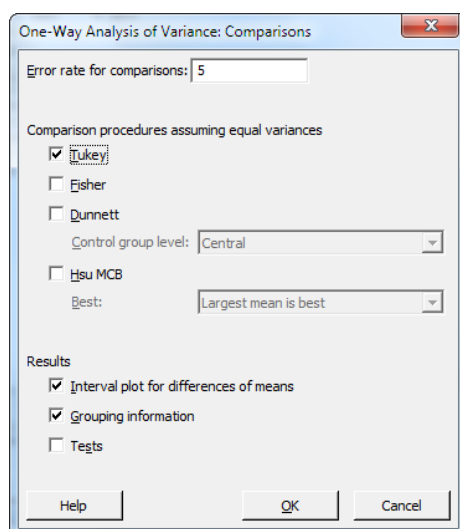 One-Way Analysis of Variance: Comparisons
Error rate for comparisons: 5
Comparison procedures assuming equal variances
Tukey
Fisher
Dunnett
Control group level: Central
Hsu MCB
Best: Largest mean is best
Results
Interval plot for differences of means
Grouping information
Tests
Help OK Cancel